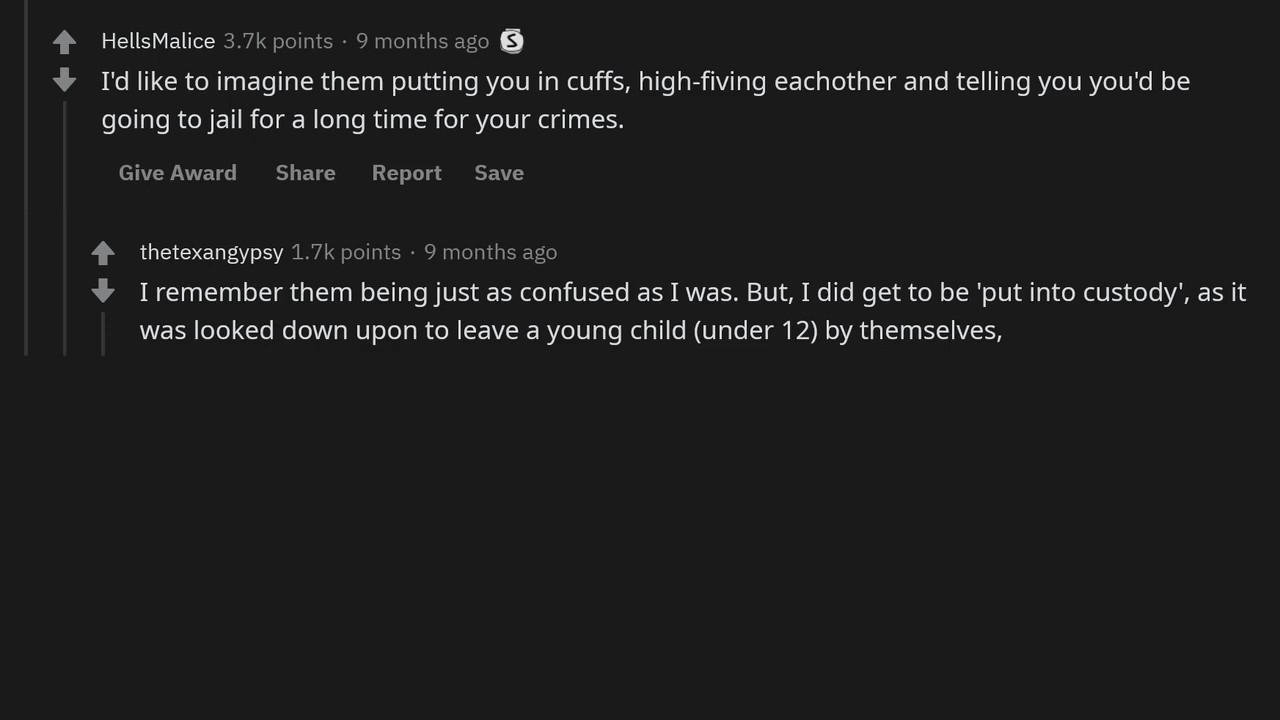 HellsMalice 3.7k points · 9 months ago S
I'd like to imagine them putting you in cuffs, high-fiving eachother and telling you you'd be
going to jail for a long time for your crimes.
Give Award Share Report Save
thetexangypsy 1.7k points · 9 months ago
I remember them being just as confused as I was. But, I did get to be 'put into custody', as it
was looked down upon to leave a young child (under 12) by themselves,